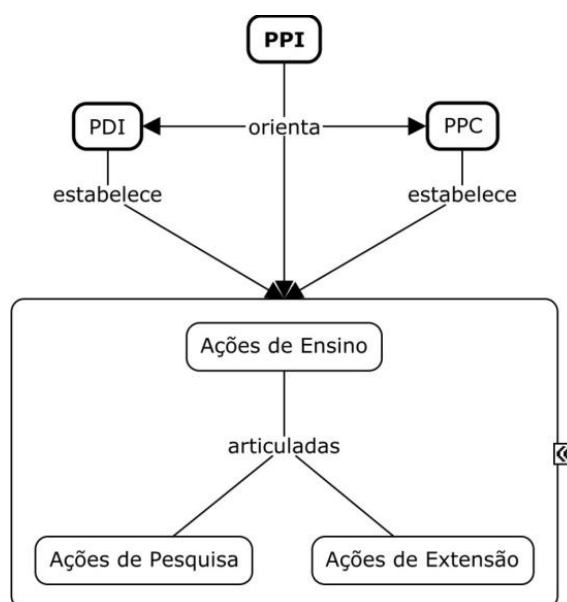 PPI
PDI
orienta
PPC
estabelece
estabelece
Ações de Ensino
articuladas
Ações de Pesquisa
Ações de Extensão